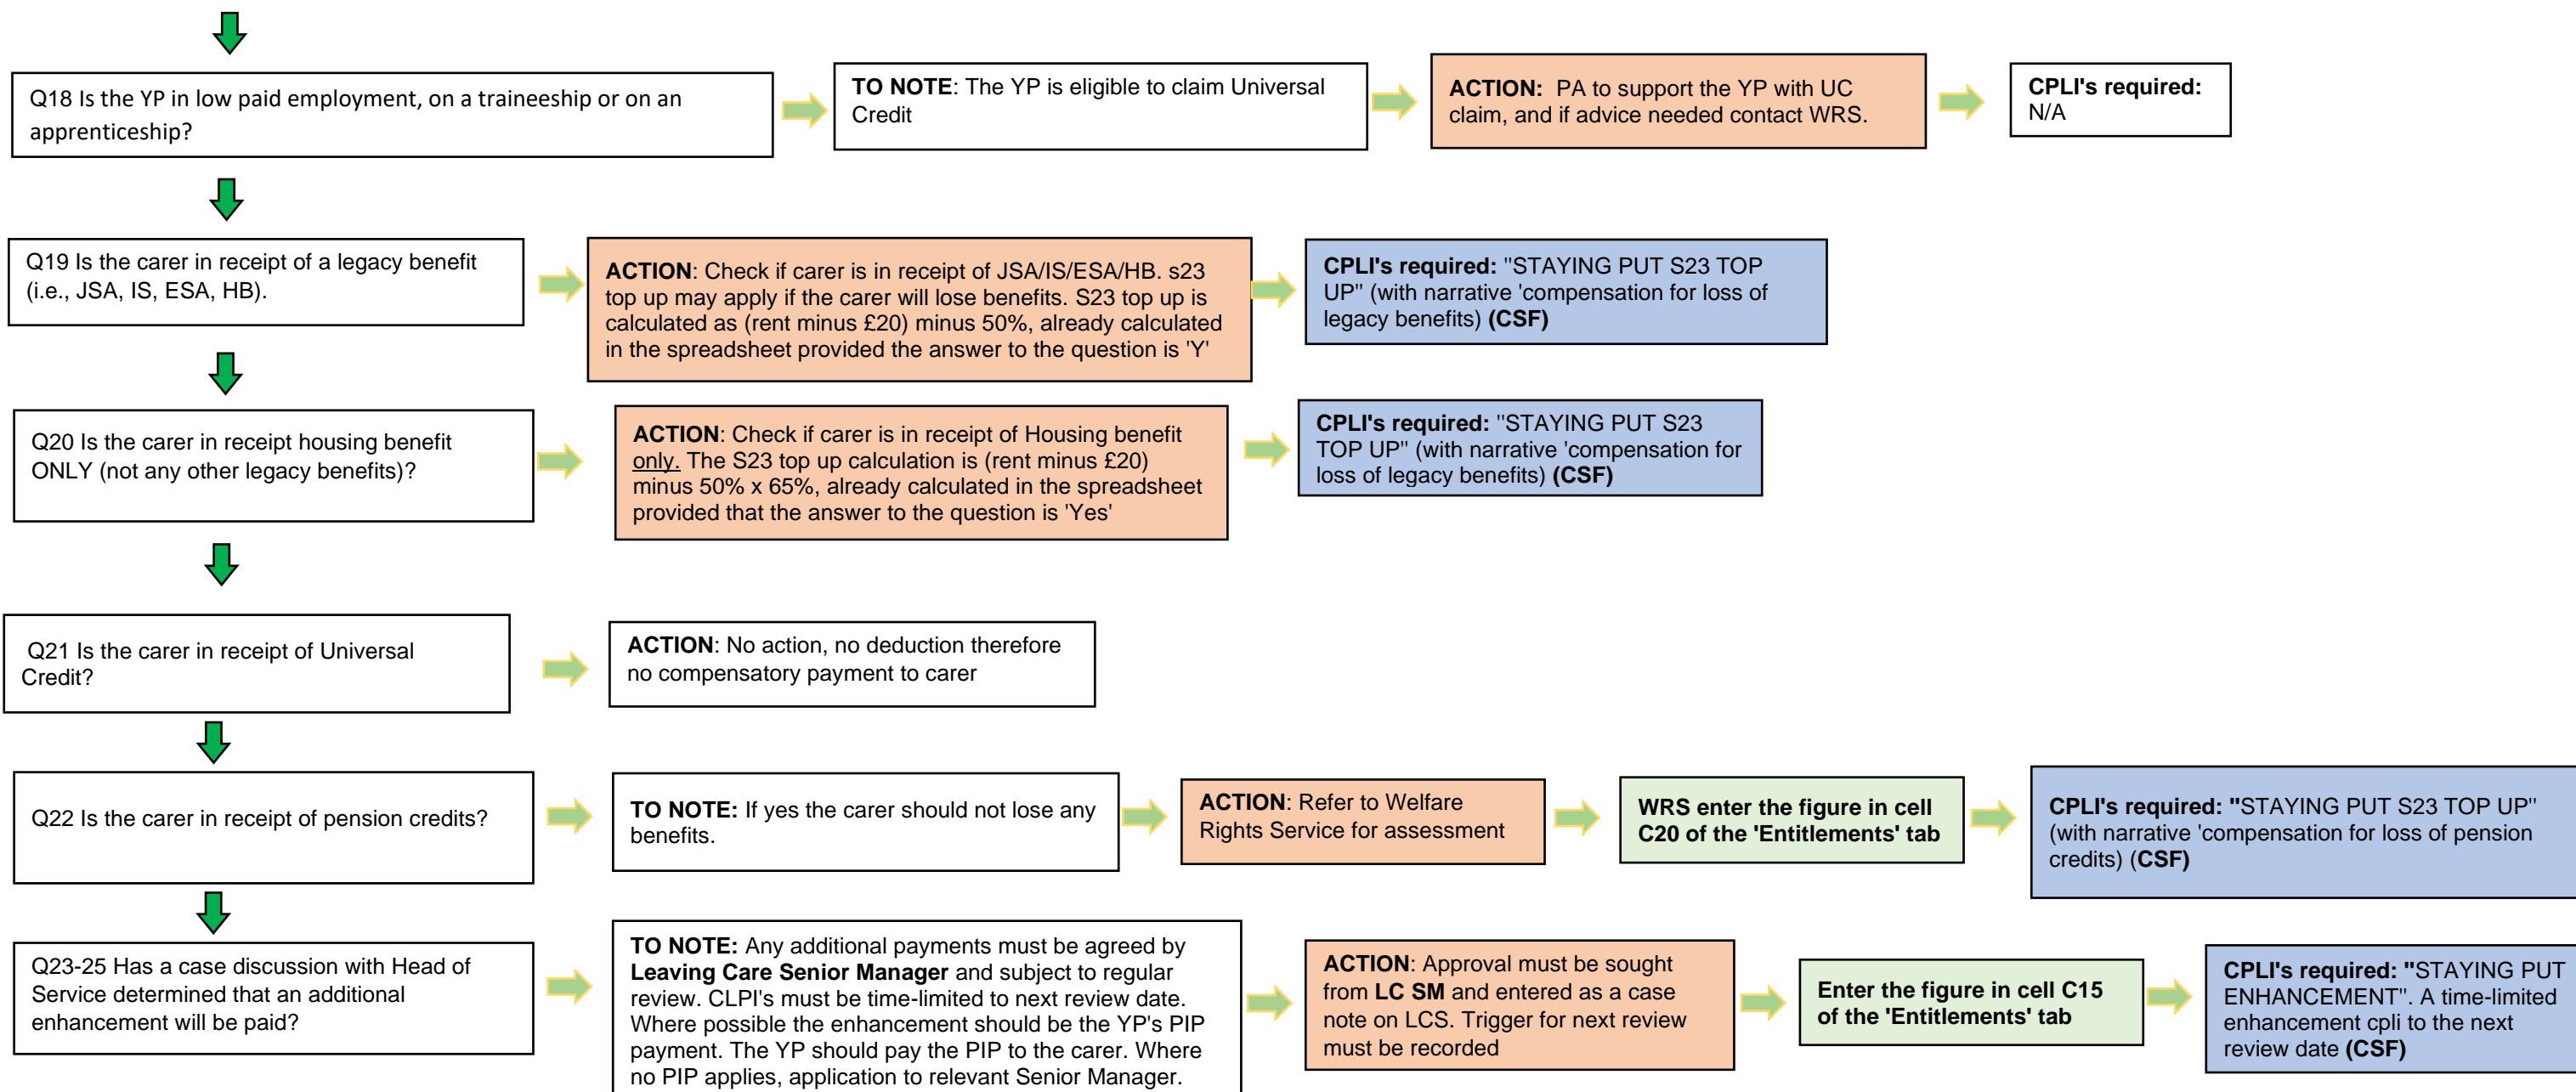 Q18 Is the YP in low paid employment, on a traineeship or on an
apprenticeship?
TO NOTE: The YP is eligible to claim Universal
Credit
ACTION: PA to support the YP with UC
claim, and if advice needed contact WRS.
CPLI's required:
N/A
Q19 Is the carer in receipt of a legacy benefit
(i.e., JSA, IS, ESA, HB).
ACTION: Check if carer is in receipt of JSA/IS/ESA/HB. s23
top up may apply if the carer will lose benefits. S23 top up is
calculated as (rent minus £20) minus 50%, already calculated
in the spreadsheet provided the answer to the question is 'Y'
CPLI's required: "STAYING PUT S23 TOP
UP" (with narrative 'compensation for loss of
legacy benefits) (CSF)
Q20 Is the carer in receipt housing benefit
ONLY (not any other legacy benefits)?
ACTION: Check if carer is in receipt of Housing benefit
only. The S23 top up calculation is (rent minus £20)
minus 50% x 65%, already calculated in the spreadsheet
provided that the answer to the question is 'Yes'
CPLI's required: "STAYING PUT S23
TOP UP" (with narrative 'compensation for
loss of legacy benefits) (CSF)
Q21 Is the carer in receipt of Universal
Credit?
ACTION: No action, no deduction therefore
no compensatory payment to carer
Q22 Is the carer in receipt of pension credits?
TO NOTE: If yes the carer should not lose any
benefits.
ACTION: Refer to Welfare
Rights Service for assessment
WRS enter the figure in cell
C20 of the 'Entitlements' tab
CPLI's required: "STAYING PUT S23 TOP UP"
(with narrative 'compensation for loss of pension
credits) (CSF)
Q23-25 Has a case discussion with Head of
Service determined that an additional
enhancement will be paid?
TO NOTE: Any additional payments must be agreed by
Leaving Care Senior Manager and subject to regular
review. CLPI's must be time-limited to next review date.
Where possible the enhancement should be the YP's PIP
payment. The YP should pay the PIP to the carer. Where
no PIP applies, application to relevant Senior Manager.
ACTION: Approval must be sought
from LC SM and entered as a case
note on LCS. Trigger for next review
must be recorded
Enter the figure in cell C15
of the 'Entitlements' tab
CPLI's required: "STAYING PUT
ENHANCEMENT". A time-limited
enhancement cpli to the next
review date (CSF)